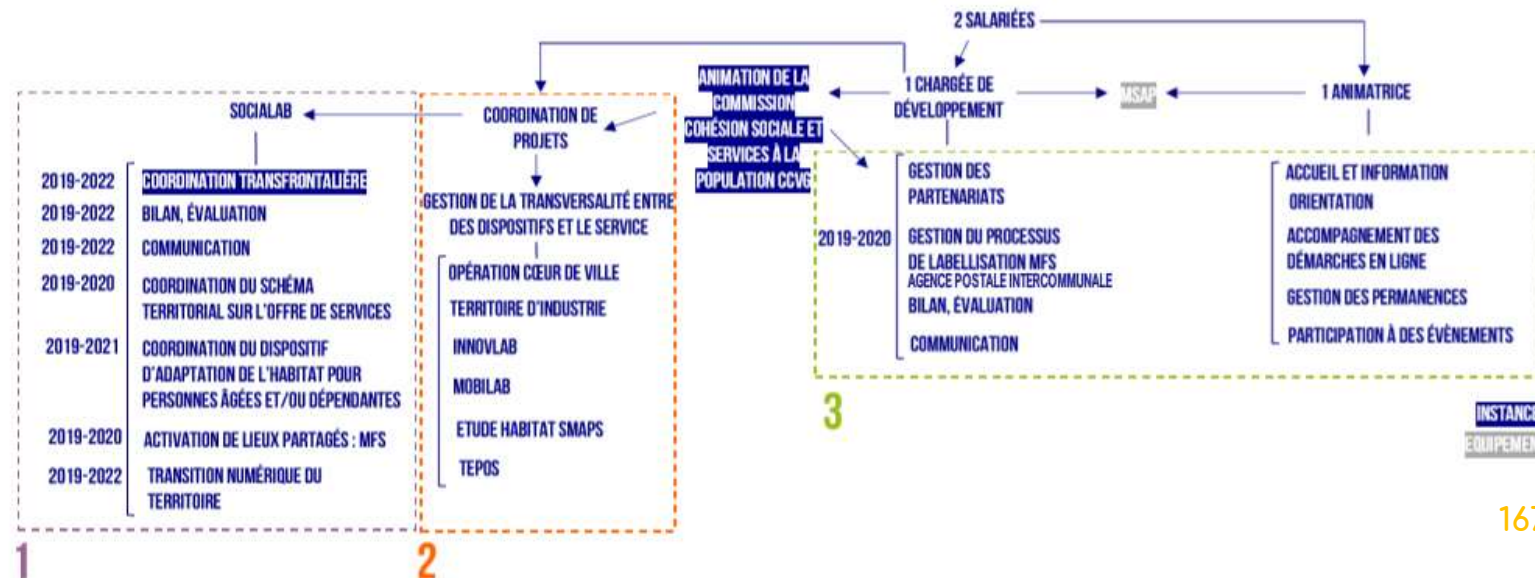 2 SALARIÉES
1 CHARGÉE DE
DÉVELOPPEMENT
MSAP
1 ANIMATRICE
ANIMATION DE LA
COMMISSION
COHÉSION SOCIALE ET
SERVICES À LA
POPULATION CCVG
SOCIALAB
2019-2022 COORDINATION TRANSFRONTALIÈRE
2019-2022 BILAN, ÉVALUATION
2019-2022 COMMUNICATION
2019-2020 COORDINATION DU SCHÉMA
TERRITORIAL SUR L'OFFRE DE SERVICES
2019-2021 COORDINATION DU DISPOSITIF
D'ADAPTATION DE L'HABITAT POUR
PERSONNES ÂGÉES ET/OU DÉPENDANTES
2019-2020 ACTIVATION DE LIEUX PARTAGÉS : MFS
2019-2022 TRANSITION NUMÉRIQUE DU
TERRITOIRE
1
COORDINATION DE
PROJETS
GESTION DE LA TRANSVERSALITÉ ENTRE
DES DISPOSITIFS ET LE SERVICE
OPÉRATION CŒUR DE VILLE
TERRITOIRE D'INDUSTRIE
INNOVLAB
MOBILAB
ETUDE HABITAT SMAPS
TEPOS
2
GESTION DES
PARTENARIATS
2019-2020 GESTION DU PROCESSUS
DE LABELLISATION MFS
AGENCE POSTALE INTERCOMMUNALE
BILAN, ÉVALUATION
COMMUNICATION
ACCUEIL ET INFORMATION
ORIENTATION
ACCOMPAGNEMENT DES
DÉMARCHES EN LIGNE
GESTION DES PERMANENCES
PARTICIPATION À DES ÉVÈNEMENTS
3
INSTANCE
EQUIPEMEN
167